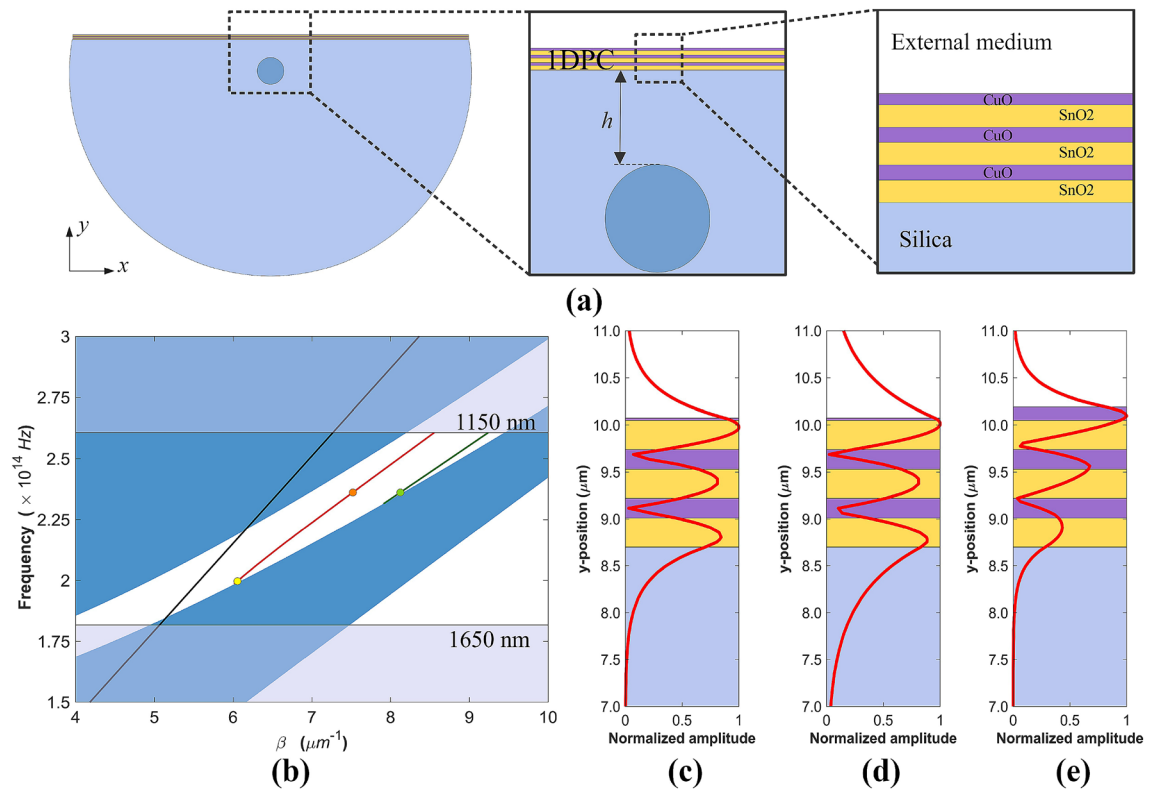 1DPC
h
y
x
External medium
CuO
SnO2
CuO
SnO2
CuO
SnO2
Silica
(a)
Frequency ( × 10¹⁴ Hz)
3
2.75
2.5
2.25
2
1.75
1.5
1150 nm
1650 nm
4 5 6 7 8 9 10
β (μm⁻¹)
(b)
y-position (μm)
11.0
10.5
10.0
9.5
9.0
8.5
8.0
7.5
7.0
0 0.5 1
Normalized amplitude
(c)
y-position (μm)
11.0
10.5
10.0
9.5
9.0
8.5
8.0
7.5
7.0
0 0.5 1
Normalized amplitude
(d)
y-position (μm)
11.0
10.5
10.0
9.5
9.0
8.5
8.0
7.5
7.0
0 0.5 1
Normalized amplitude
(e)